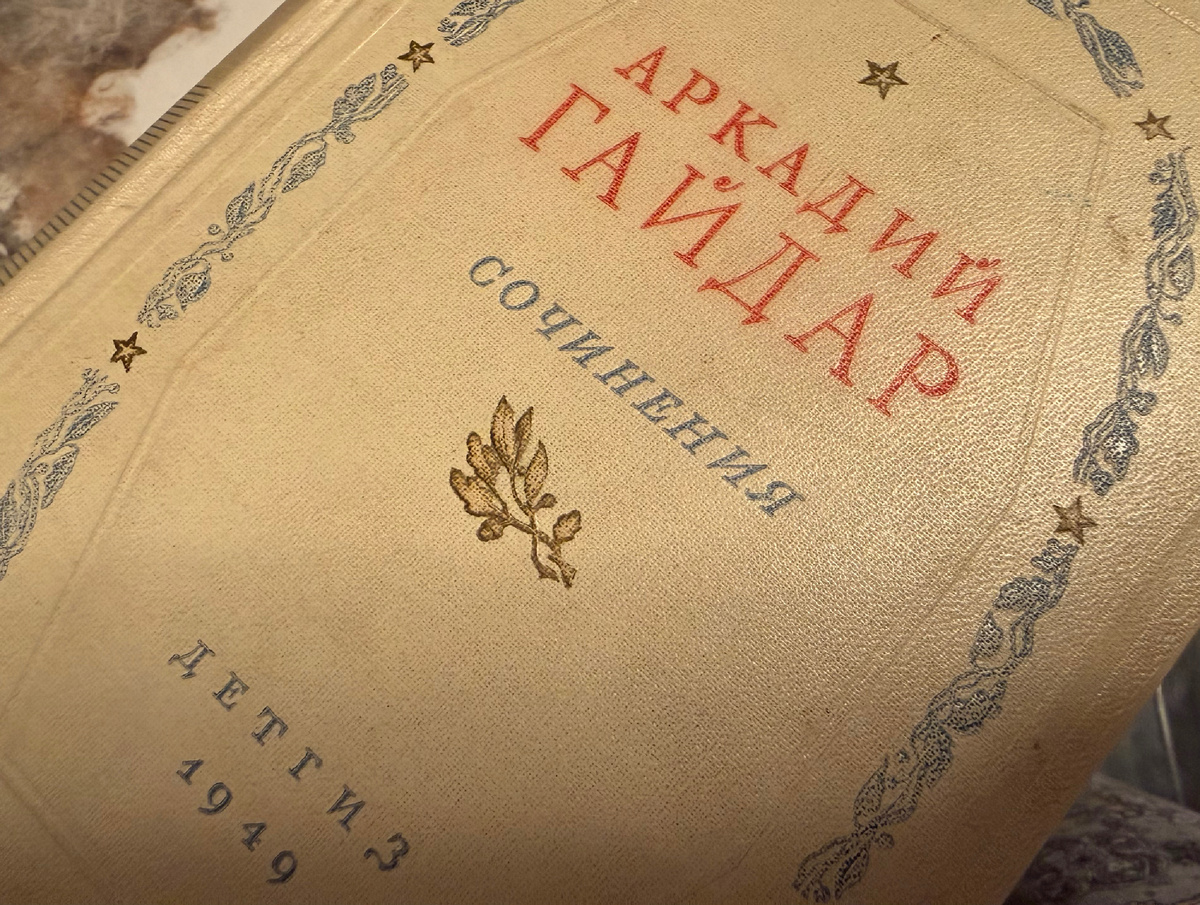 АРКАДИЙ
ГАЙДАР
СОЧИНЕНИЯ
ДЕТГИЗ
1949